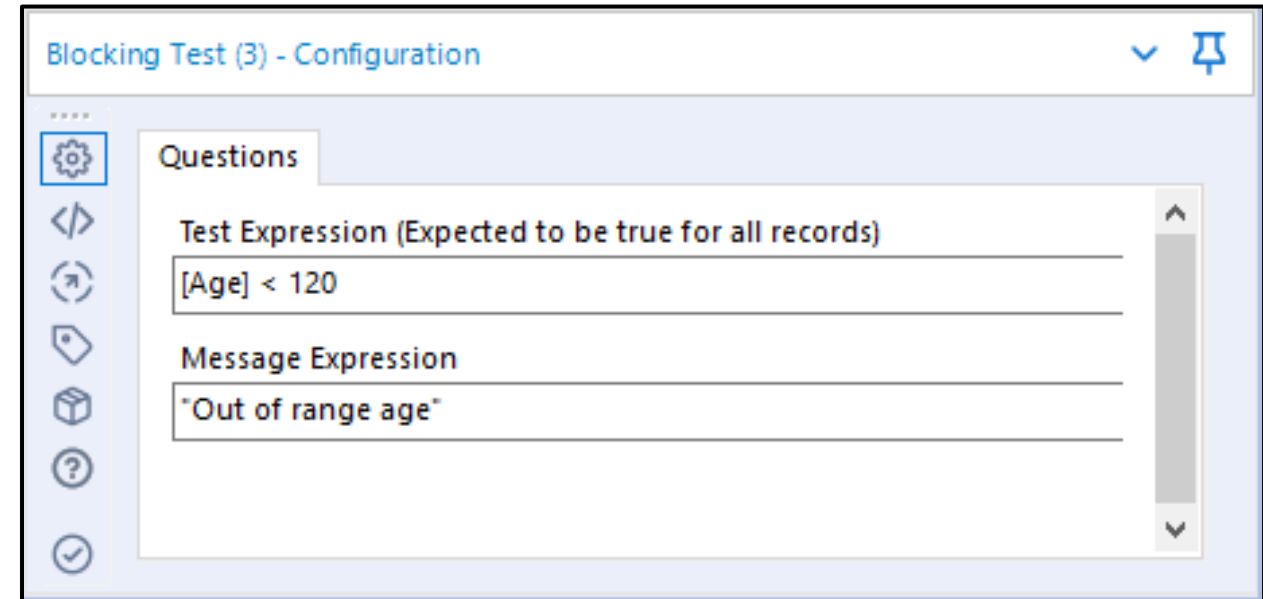 Blocking Test (3) - Configuration
Questions
Test Expression (Expected to be true for all records)
[Age] < 120
Message Expression
"Out of range age"